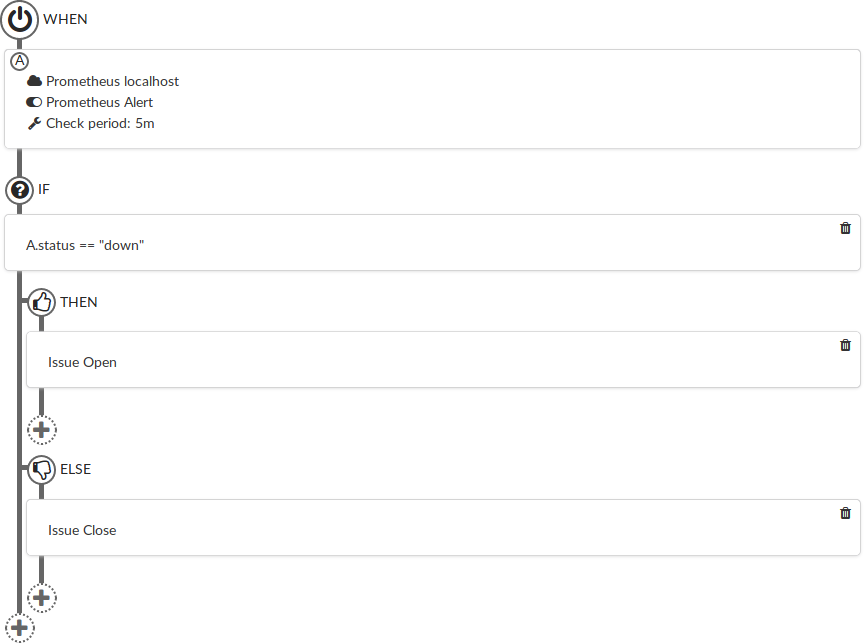 WHEN
A
Prometheus localhost
Prometheus Alert
Check period: 5m
IF
A.status == "down"
THEN
Issue Open
ELSE
Issue Close